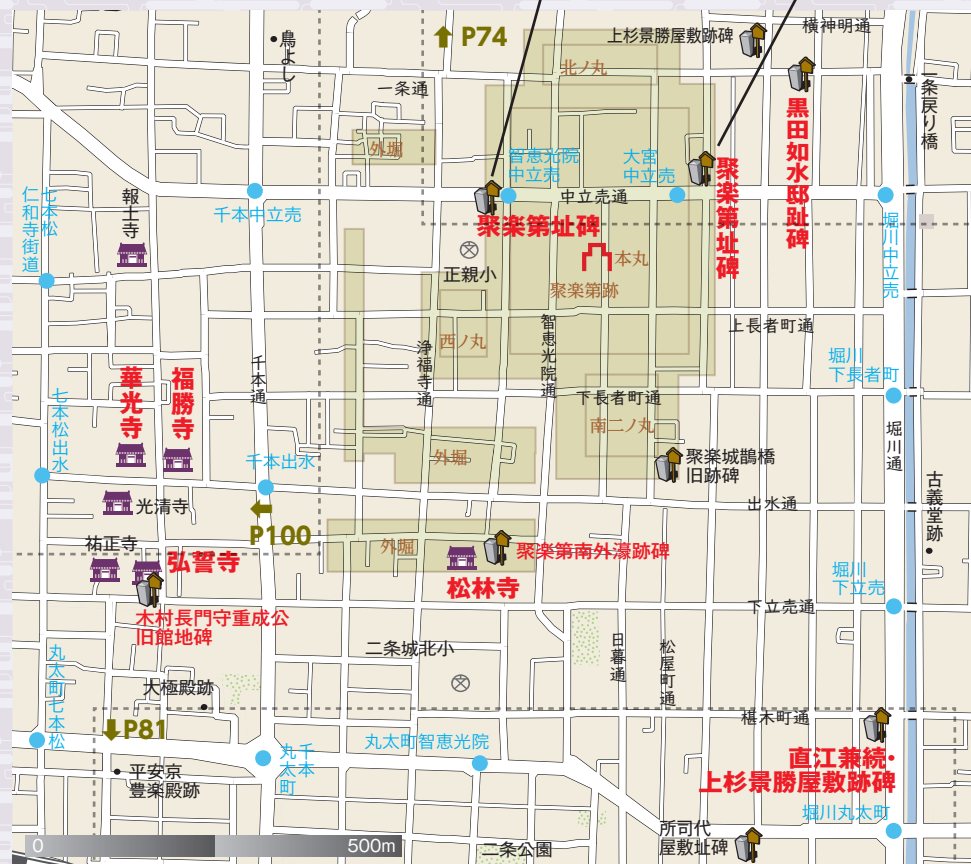 P74
鳥よし
上杉景勝屋敷跡碑
横神明通
北ノ丸
一条通
一条戻り橋
黒田如水邸趾碑
外堀
智恵光院
中立売
大宮
中立売
聚楽第址碑
七本松
仁和寺街道
報土寺
千本中立売
中立売通
聚楽第址碑
堀川中立売
正親小
本丸
聚楽第跡
上長者町通
西ノ丸
智恵光院通
浄福寺通
千本通
堀川
下長者町
華光寺
福勝寺
七本松出水
下長者町通
南二ノ丸
堀川通
千本出水
外堀
聚楽城鵲橋
旧跡碑
古義堂跡
光清寺
出水通
P100
祐正寺
弘誓寺
外堀
聚楽第南外濠跡碑
松林寺
堀川
下立売
木村長門守重成公
旧館地碑
下立売通
二条城北小
日暮通
松屋町通
丸太町七本松
大極殿跡
椹木町通
P81
丸太町智恵光院
千本
丸太町
直江兼続・
上杉景勝屋敷跡碑
平安京
豊楽殿跡
堀川丸太町
所司代
屋敷址碑
0
500m
二条公園